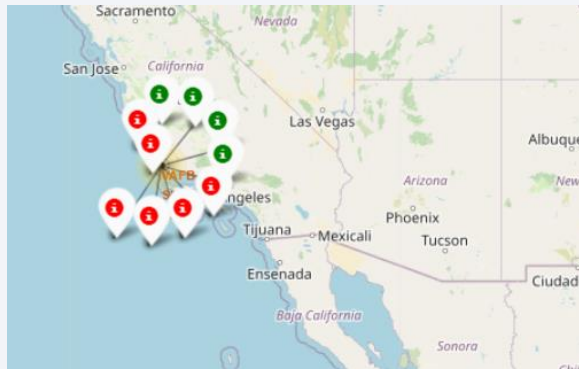 Sacramento
Nevada
San Jose
California
Las Vegas
VAFB
ngeles
Albuque
Arizona
New
Phoenix
Tijuana
Mexicali
Tucson
Ensenada
Ciudad
Baja California
Sonora